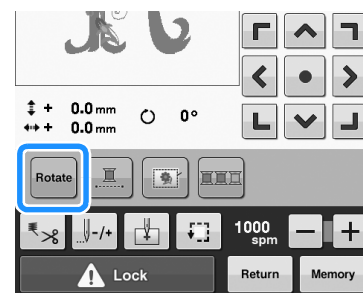 + 0.0 mm 0°
+ 0.0 mm
Rotate
-/+ 1000 spm - +
Lock Return Memory